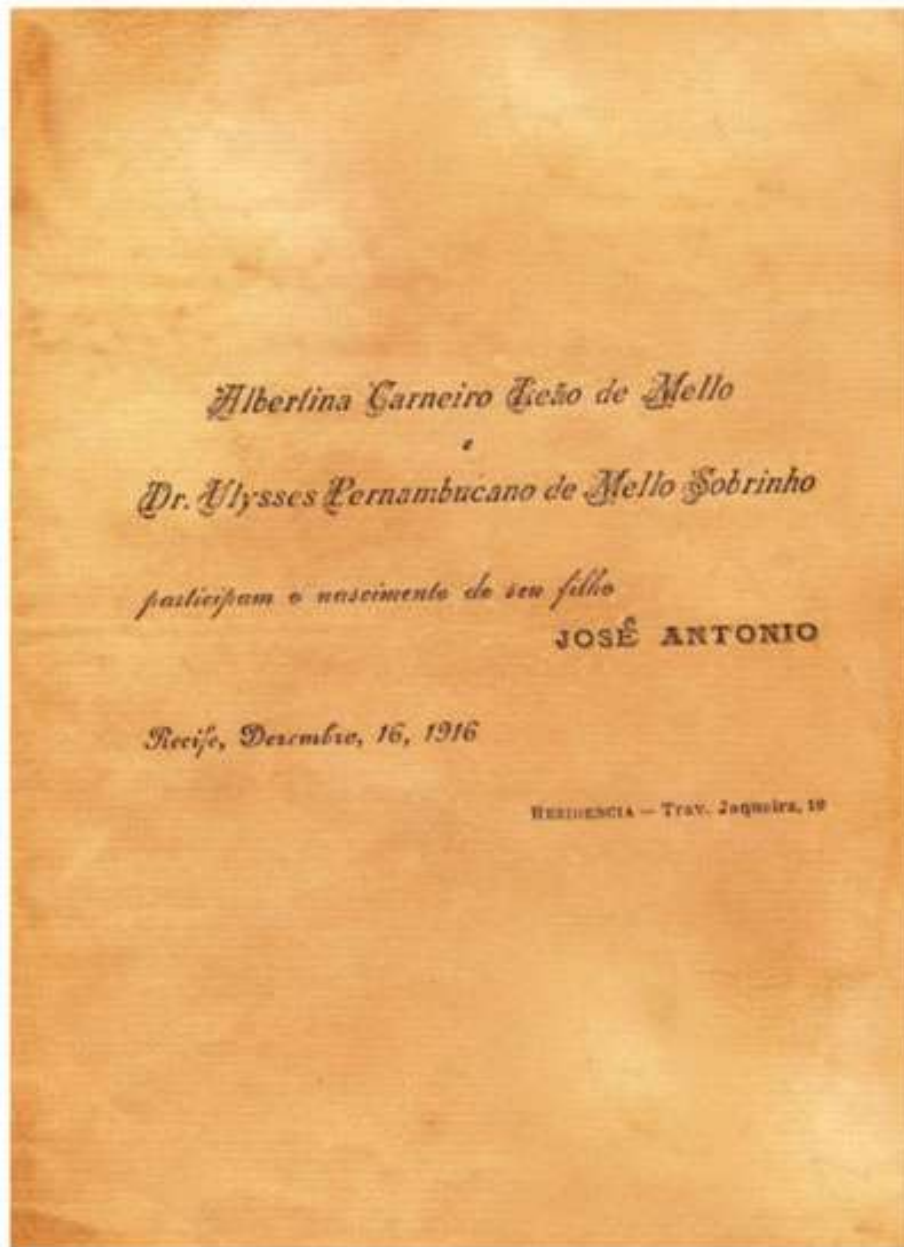 Albertina Carneiro Leão de Mello
e
Dr. Ulysses Pernambucano de Mello Sobrinho
participam o nascimento de seu filho
JOSÉ ANTONIO
Recife, Dezembro, 16, 1916
RESIDENCIA — Trav. Jaqueira, 19